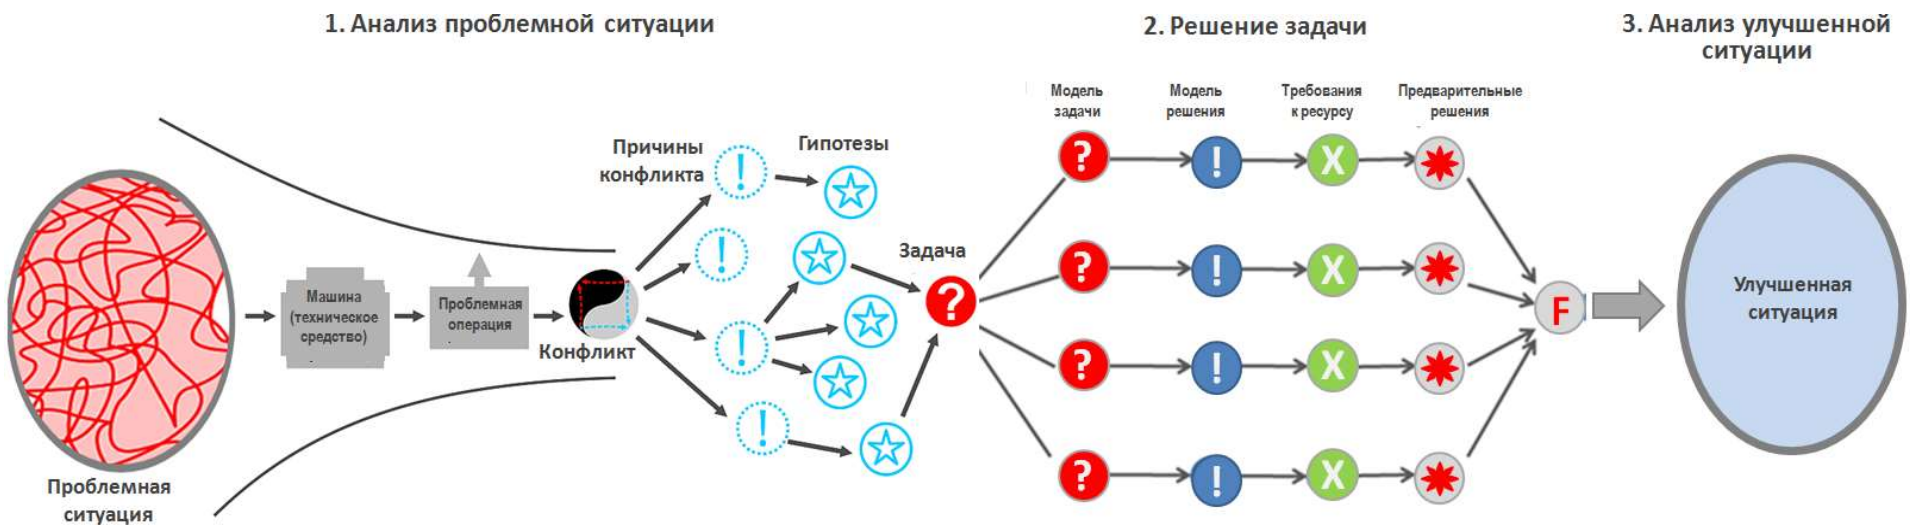 1. Анализ проблемной ситуации
2. Решение задачи
3. Анализ улучшенной
ситуации
Модель
задачи
Модель
решения
Требования
к ресурсу
Предварительные
решения
Причины
конфликта
Гипотезы
Задача
Машина
(техническое
средство)
Проблемная
операция
Конфликт
Проблемная
ситуация
!
!
!
!
?
? ! X
? ! X
? ! X
? ! X
F
Улучшенная
ситуация